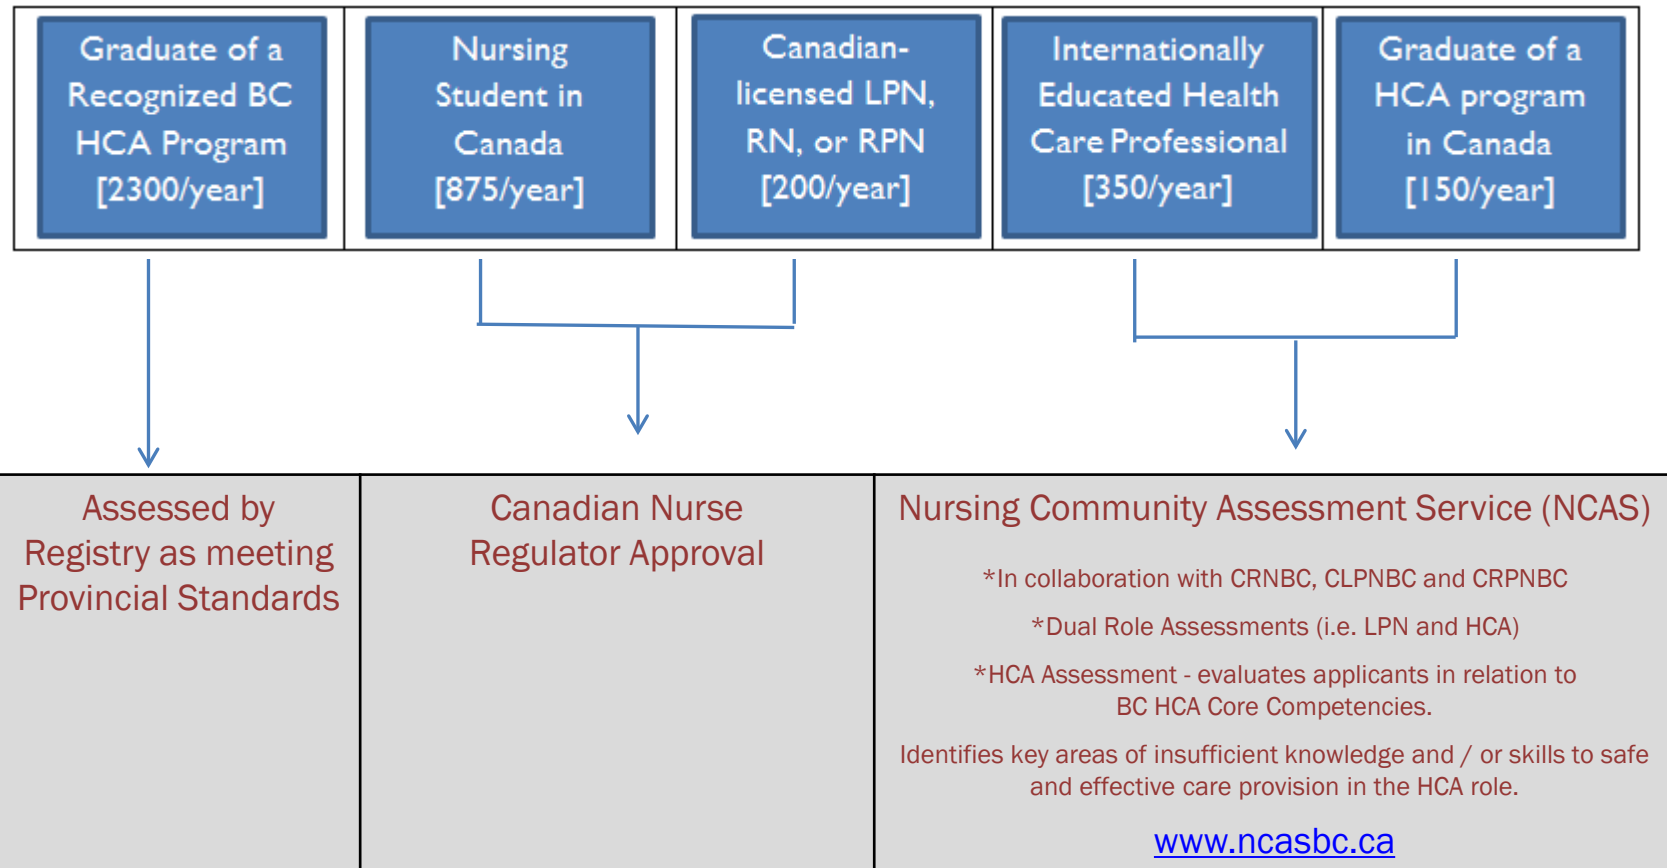 Graduate of a
Recognized BC
HCA Program
[2300/year]
Nursing
Student in
Canada
[875/year]
Canadian-
licensed LPN,
RN, or RPN
[200/year]
Internationally
Educated Health
Care Professional
[350/year]
Graduate of a
HCA program
in Canada
[150/year]
Assessed by
Registry as meeting
Provincial Standards
Canadian Nurse
Regulator Approval
Nursing Community Assessment Service (NCAS)
*In collaboration with CRNBC, CLPNBC and CRPNBC
*Dual Role Assessments (i.e. LPN and HCA)
*HCA Assessment - evaluates applicants in relation to
BC HCA Core Competencies.
Identifies key areas of insufficient knowledge and / or skills to safe
and effective care provision in the HCA role.
www.ncasbc.ca